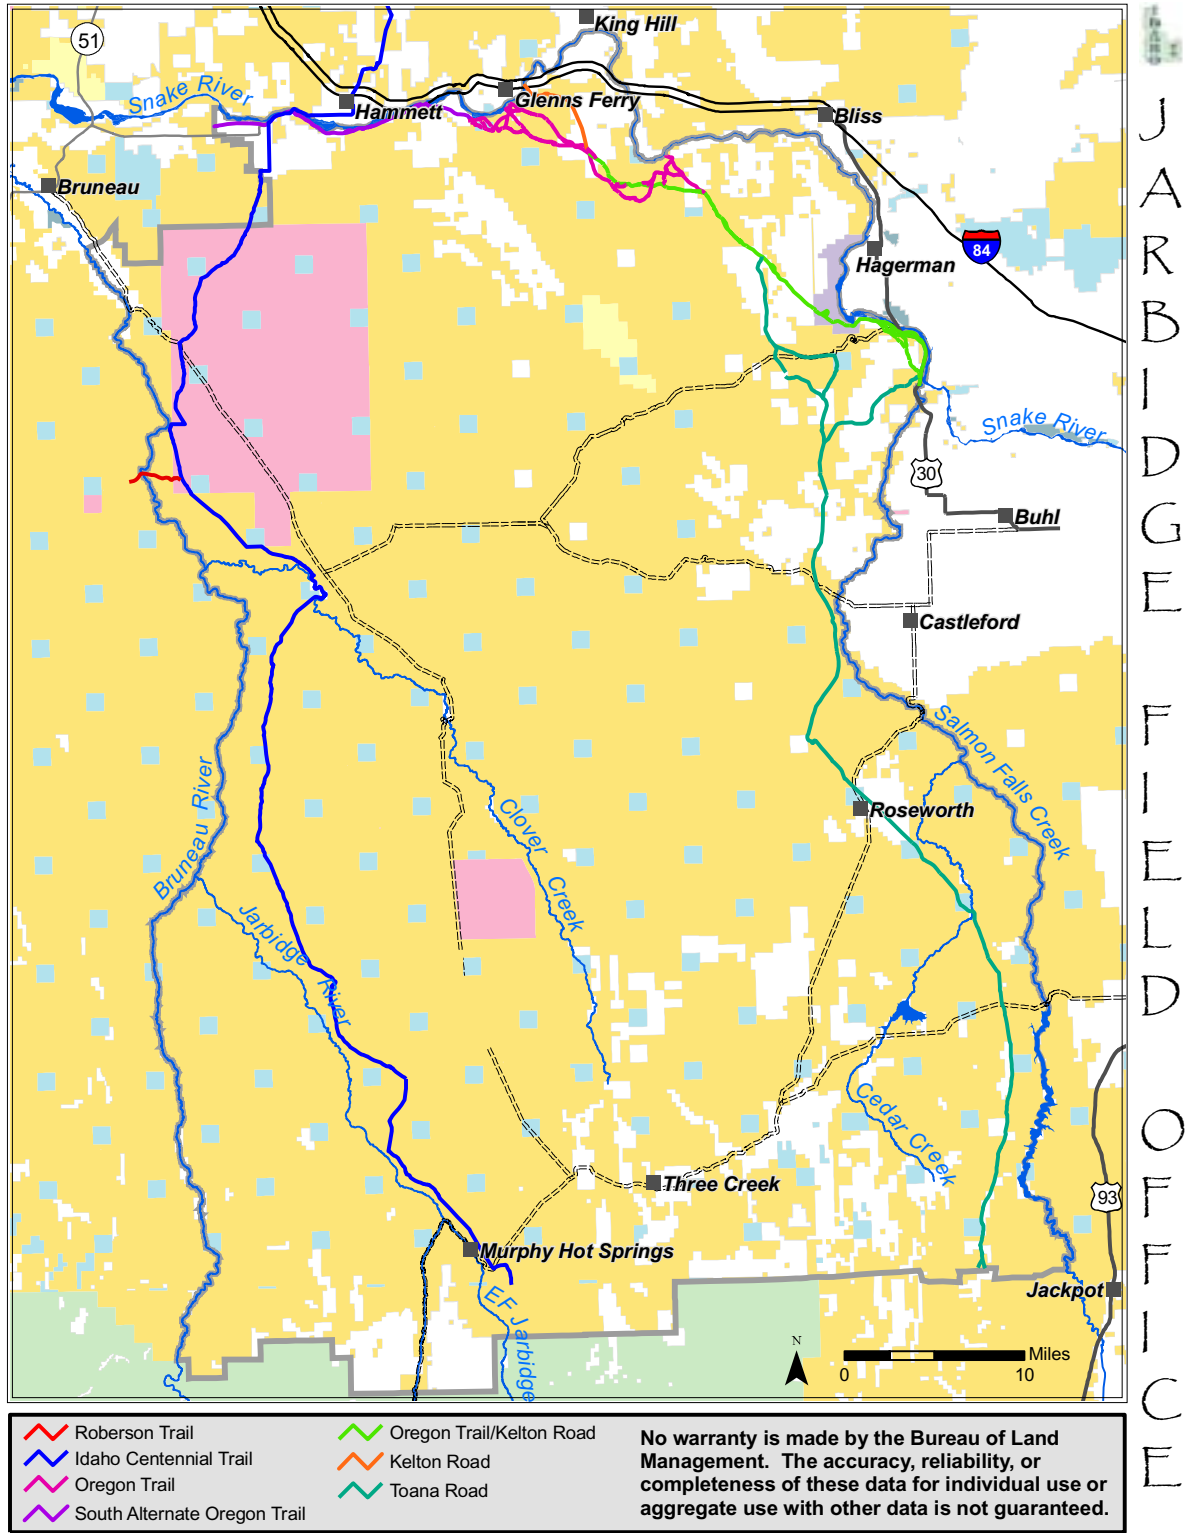 51
King Hill
Snake River
Hammett
Glenns Ferry
Bliss
Bruneau
84
Hagerman
Snake River
30
Buhl
Castleford
Salmon Falls Creek
Bruneau River
Clover Creek
Roseworth
Jarbidge River
Cedar Creek
Three Creek
93
Murphy Hot Springs
EF Jarbidge
Jackpot
N
Miles
0 10
JARBIDGE FIELD OFFICE
Roberson Trail
Idaho Centennial Trail
Oregon Trail
South Alternate Oregon Trail
Oregon Trail/Kelton Road
Kelton Road
Toana Road
No warranty is made by the Bureau of Land
Management. The accuracy, reliability, or
completeness of these data for individual use or
aggregate use with other data is not guaranteed.